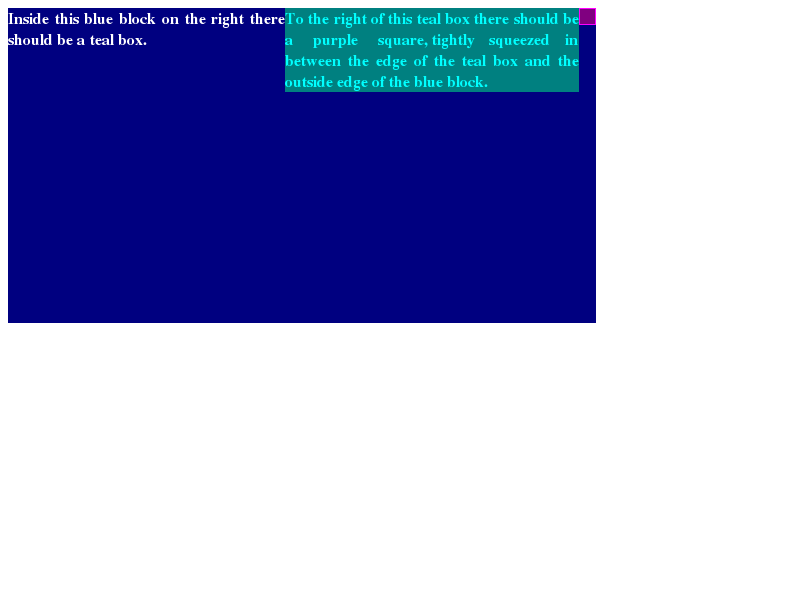 Inside this blue block on the right there
should be a teal box.
To the right of this teal box there should be
a purple square, tightly squeezed in
between the edge of the teal box and the
outside edge of the blue block.